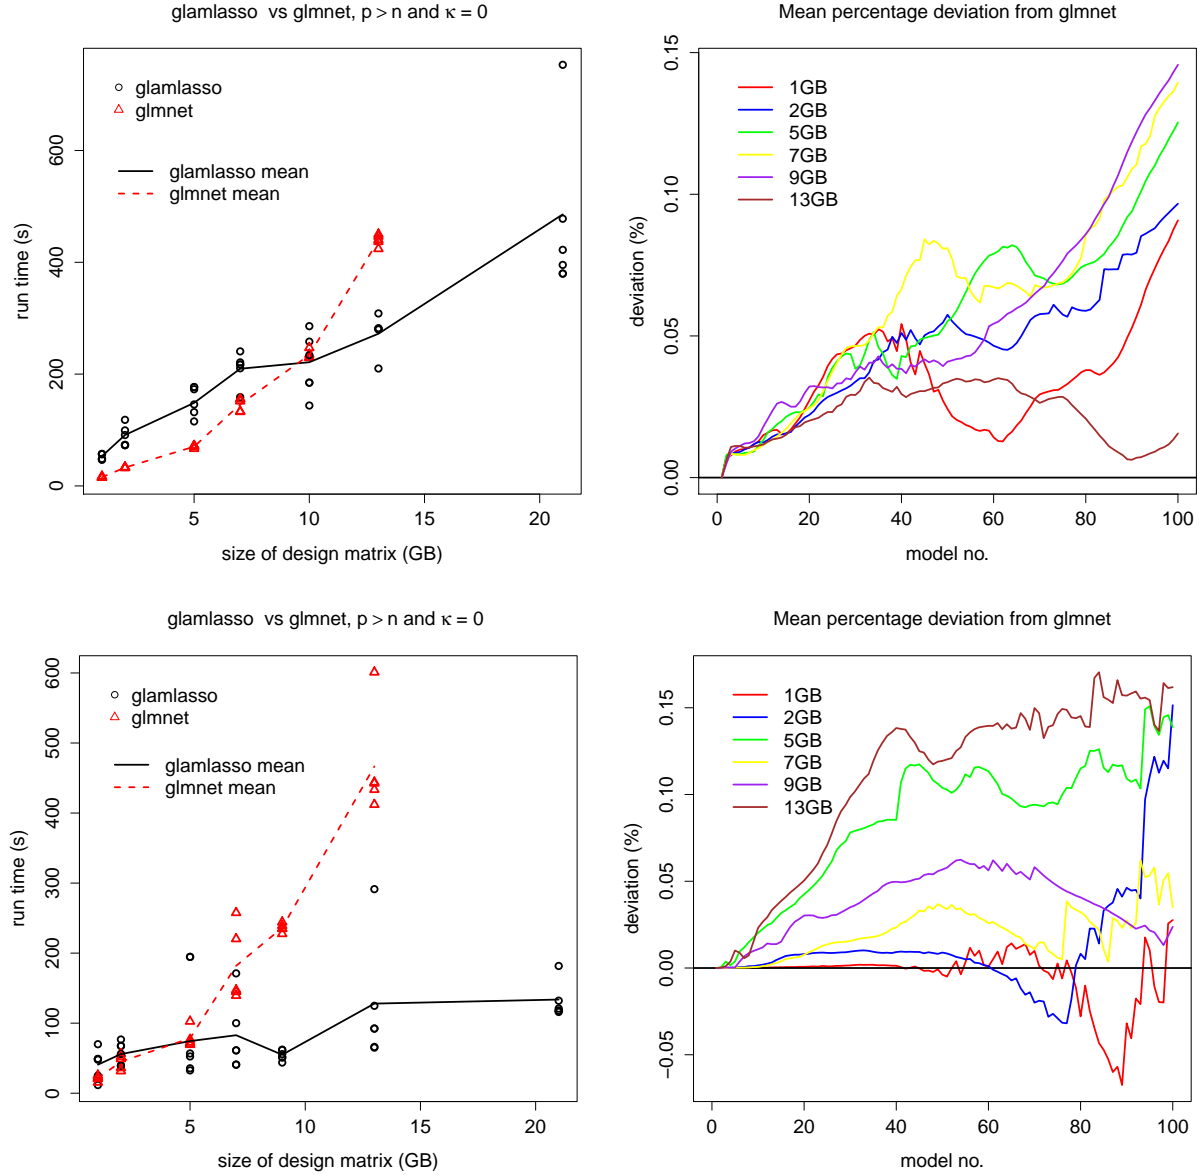 glamlasso vs glmnet, p > n and κ = 0
run time (s)
0 200 400 600
glamlasso
glmnet
glamlasso mean
glmnet mean
5 10 15 20
size of design matrix (GB)
Mean percentage deviation from glmnet
deviation (%)
0.00 0.05 0.10 0.15
1GB
2GB
5GB
7GB
9GB
13GB
0 20 40 60 80 100
model no.
glamlasso vs glmnet, p > n and κ = 0
run time (s)
0 100 200 300 400 500 600
glamlasso
glmnet
glamlasso mean
glmnet mean
5 10 15 20
size of design matrix (GB)
Mean percentage deviation from glmnet
deviation (%)
−0.05 0.00 0.05 0.10 0.15
1GB
2GB
5GB
7GB
9GB
13GB
0 20 40 60 80 100
model no.